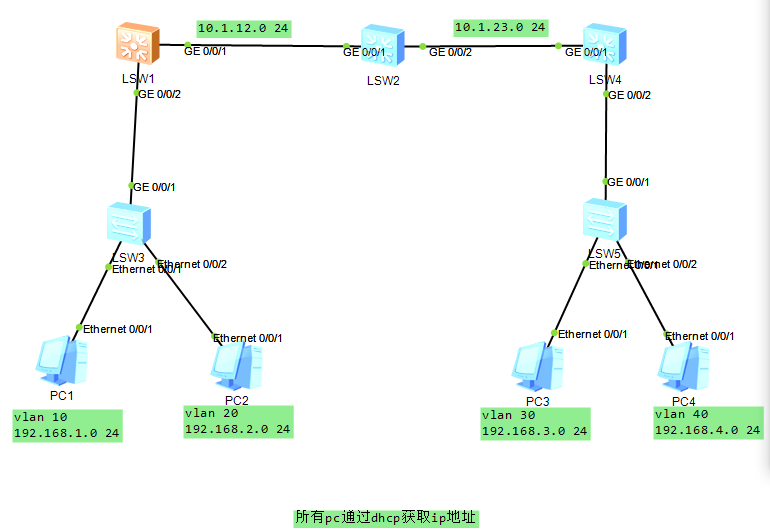 10.1.12.0 24
10.1.23.0 24
GE 0/0/1
GE 0/0/1
GE 0/0/2
GE 0/0/1
LSW1
LSW2
LSW4
GE 0/0/2
GE 0/0/2
GE 0/0/1
GE 0/0/1
LSW3
Ethernet 0/0/1
Ethernet 0/0/2
LSW5
Ethernet 0/0/1
Ethernet 0/0/2
Ethernet 0/0/1
Ethernet 0/0/1
Ethernet 0/0/1
Ethernet 0/0/1
PC1
PC2
PC3
PC4
vlan 10
192.168.1.0 24
vlan 20
192.168.2.0 24
vlan 30
192.168.3.0 24
vlan 40
192.168.4.0 24
所有pc通过dhcp获取ip地址